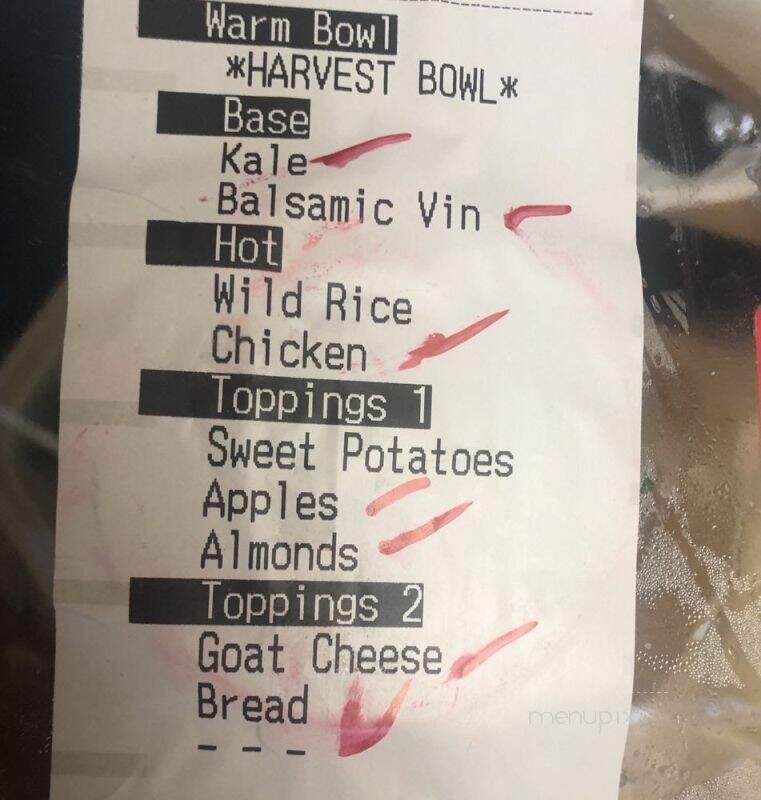 Warm Bowl
*HARVEST BOWL*
Base
Kale
Balsamic Vin
Hot
Wild Rice
Chicken
Toppings 1
Sweet Potatoes
Apples
Almonds
Toppings 2
Goat Cheese
Bread
- - -